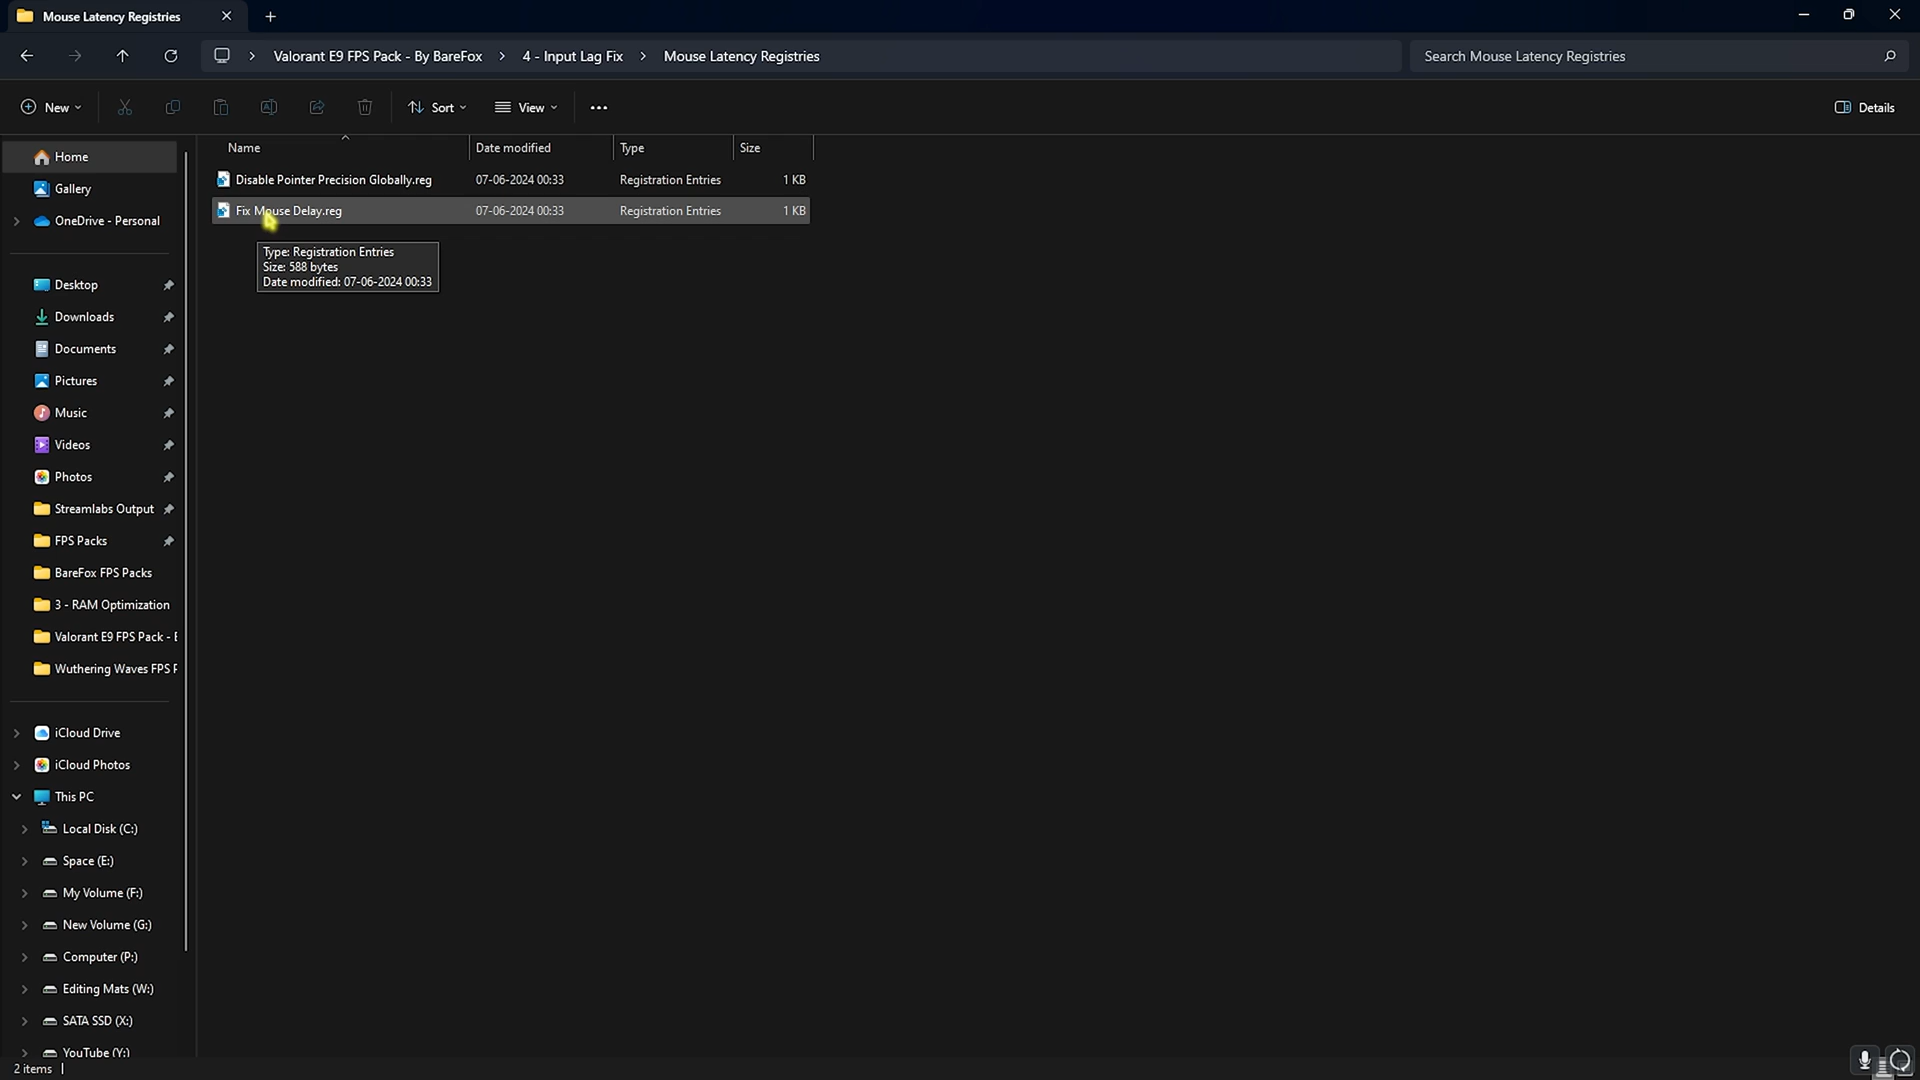 Mouse Latency Registries
Valorant E9 FPS Pack - By BareFox > 4 - Input Lag Fix > Mouse Latency Registries
Search Mouse Latency Registries
New
Sort
View
Details
Name Date modified Type Size
Disable Pointer Precision Globally.reg 07-06-2024 00:33 Registration Entries 1 KB
Fix Mouse Delay.reg 07-06-2024 00:33 Registration Entries 1 KB
Type: Registration Entries
Size: 588 bytes
Date modified: 07-06-2024 00:33
Home
Gallery
OneDrive - Personal
Desktop
Downloads
Documents
Pictures
Music
Videos
Photos
Streamlabs Output
FPS Packs
BareFox FPS Packs
3 - RAM Optimization
Valorant E9 FPS Pack -
Wuthering Waves FPS
iCloud Drive
iCloud Photos
This PC
Local Disk (C:)
Space (E:)
My Volume (F:)
New Volume (G:)
Computer (P:)
Editing Mats (W:)
SATA SSD (X:)
YouTube (Y:)
2 items